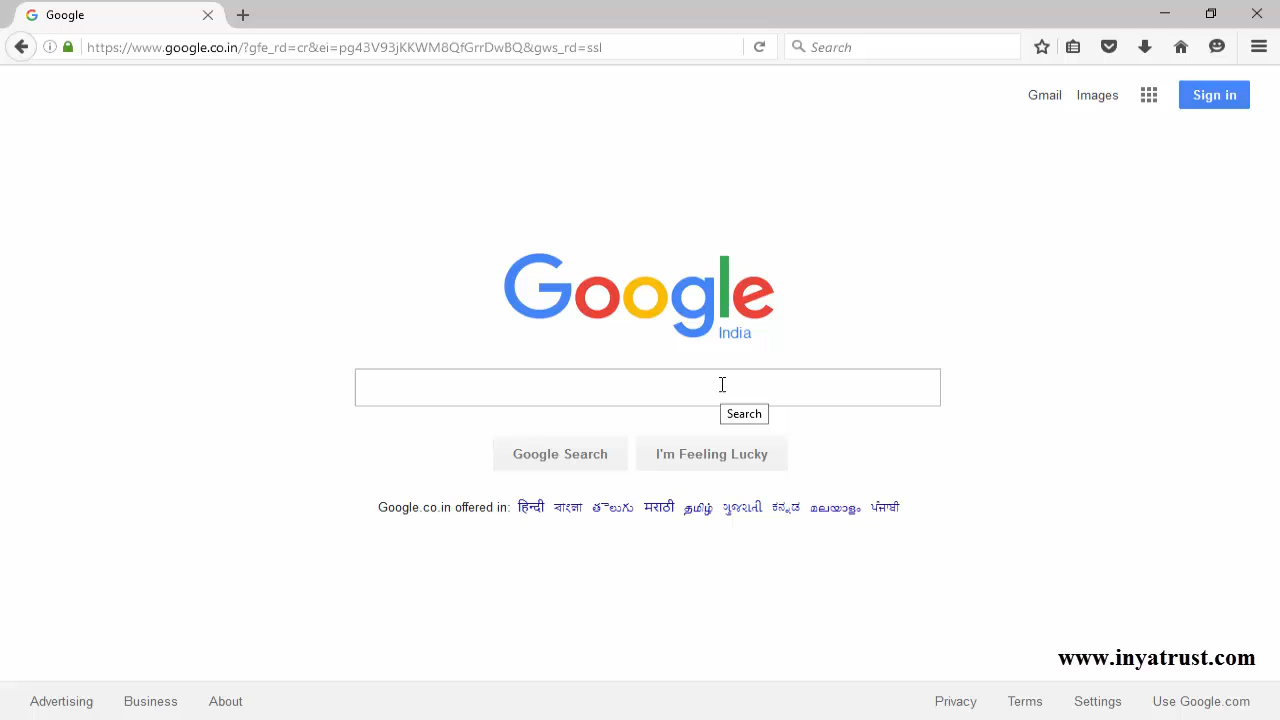 Google
https://www.google.co.in/?gfe_rd=cr&ei=pg43V93jKKWM8QfGrrDwBQ&gws_rd=ssl
Search
Gmail Images Sign in
Google
India
Search
Google Search I'm Feeling Lucky
Google.co.in offered in: हिन्दी বাংলা తెలుగు मराठी தமிழ் ગુજરાતી ಕನ್ನಡ മലയാളം ਪੰਜਾਬੀ
www.inyatrust.com
Advertising Business About Privacy Terms Settings Use Google.com